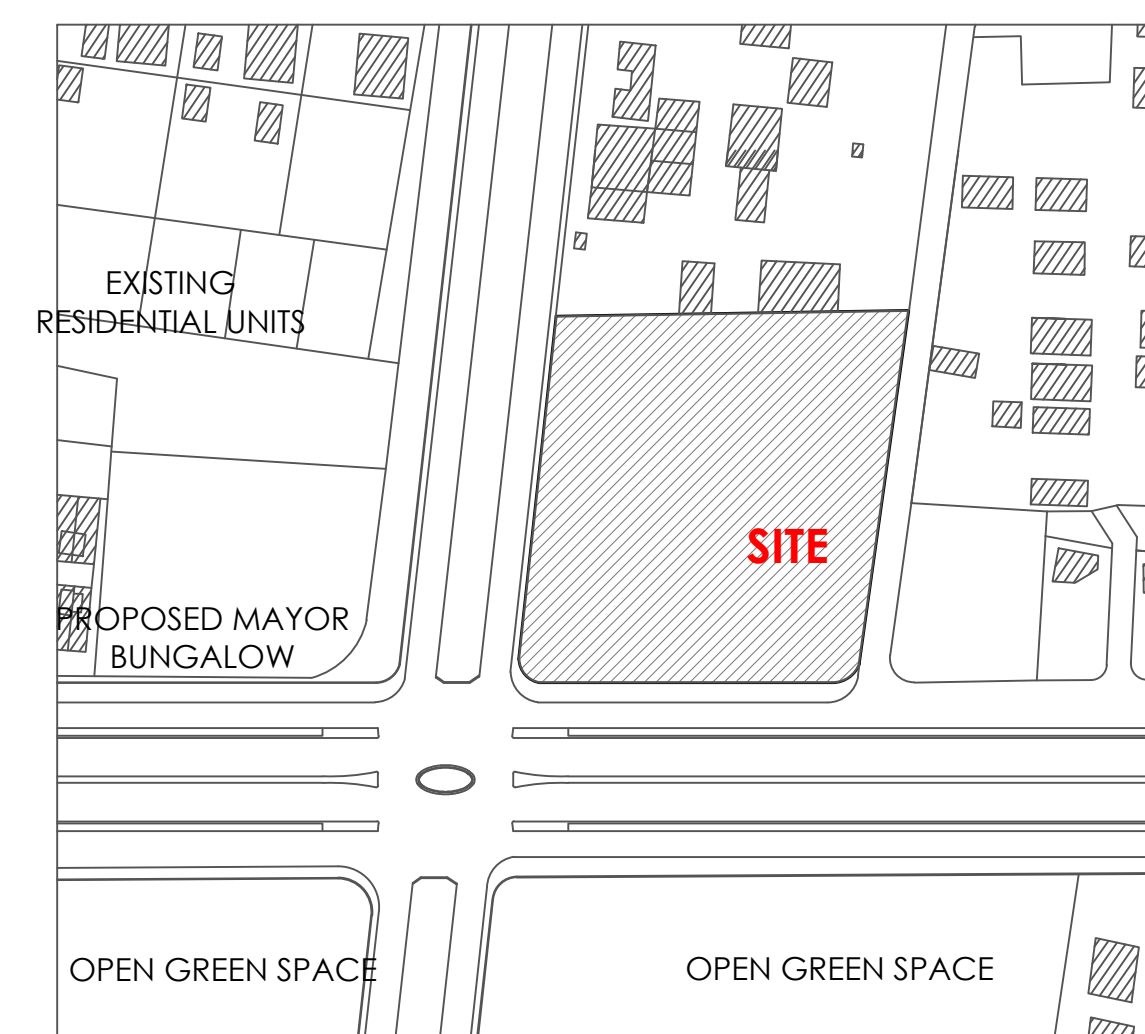 EXISTING
RESIDENTIAL UNITS
SITE
PROPOSED MAYOR
BUNGALOW
OPEN GREEN SPACE
OPEN GREEN SPACE